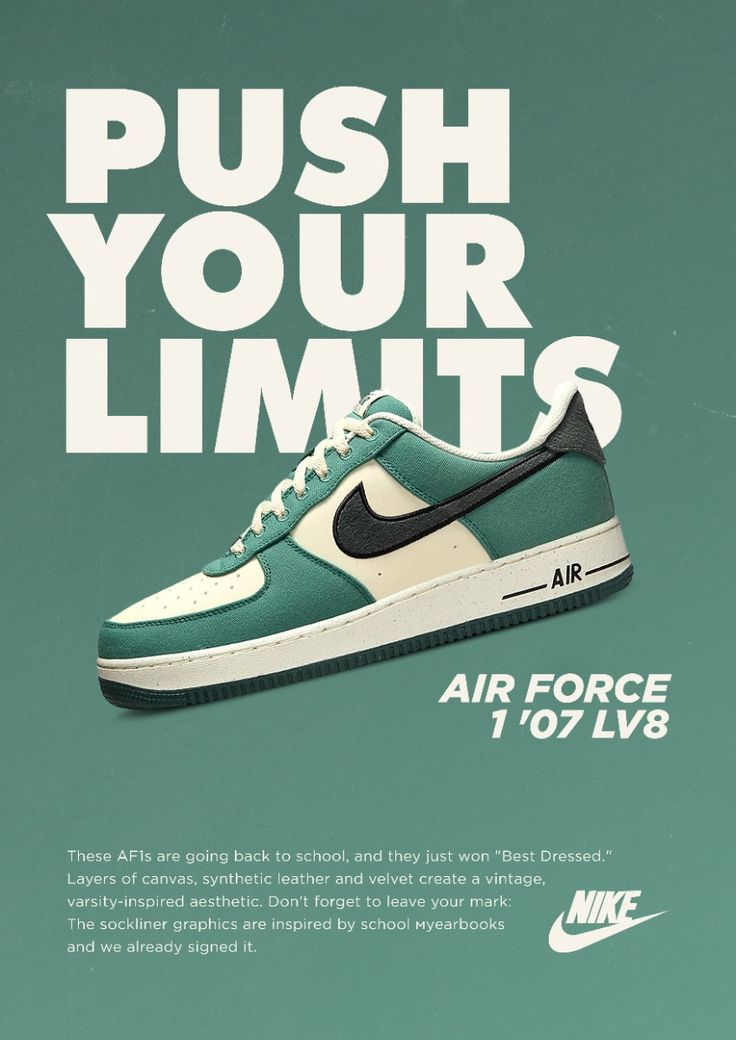 PUSH
YOUR
LIMITS
AIR
AIR FORCE
1 '07 LV8
These AF1s are going back to school, and they just won "Best Dressed."
Layers of canvas, synthetic leather and velvet create a vintage,
varsity-inspired aesthetic. Don't forget to leave your mark:
The sockliner graphics are inspired by school мyearbooks
and we already signed it.
NIKE